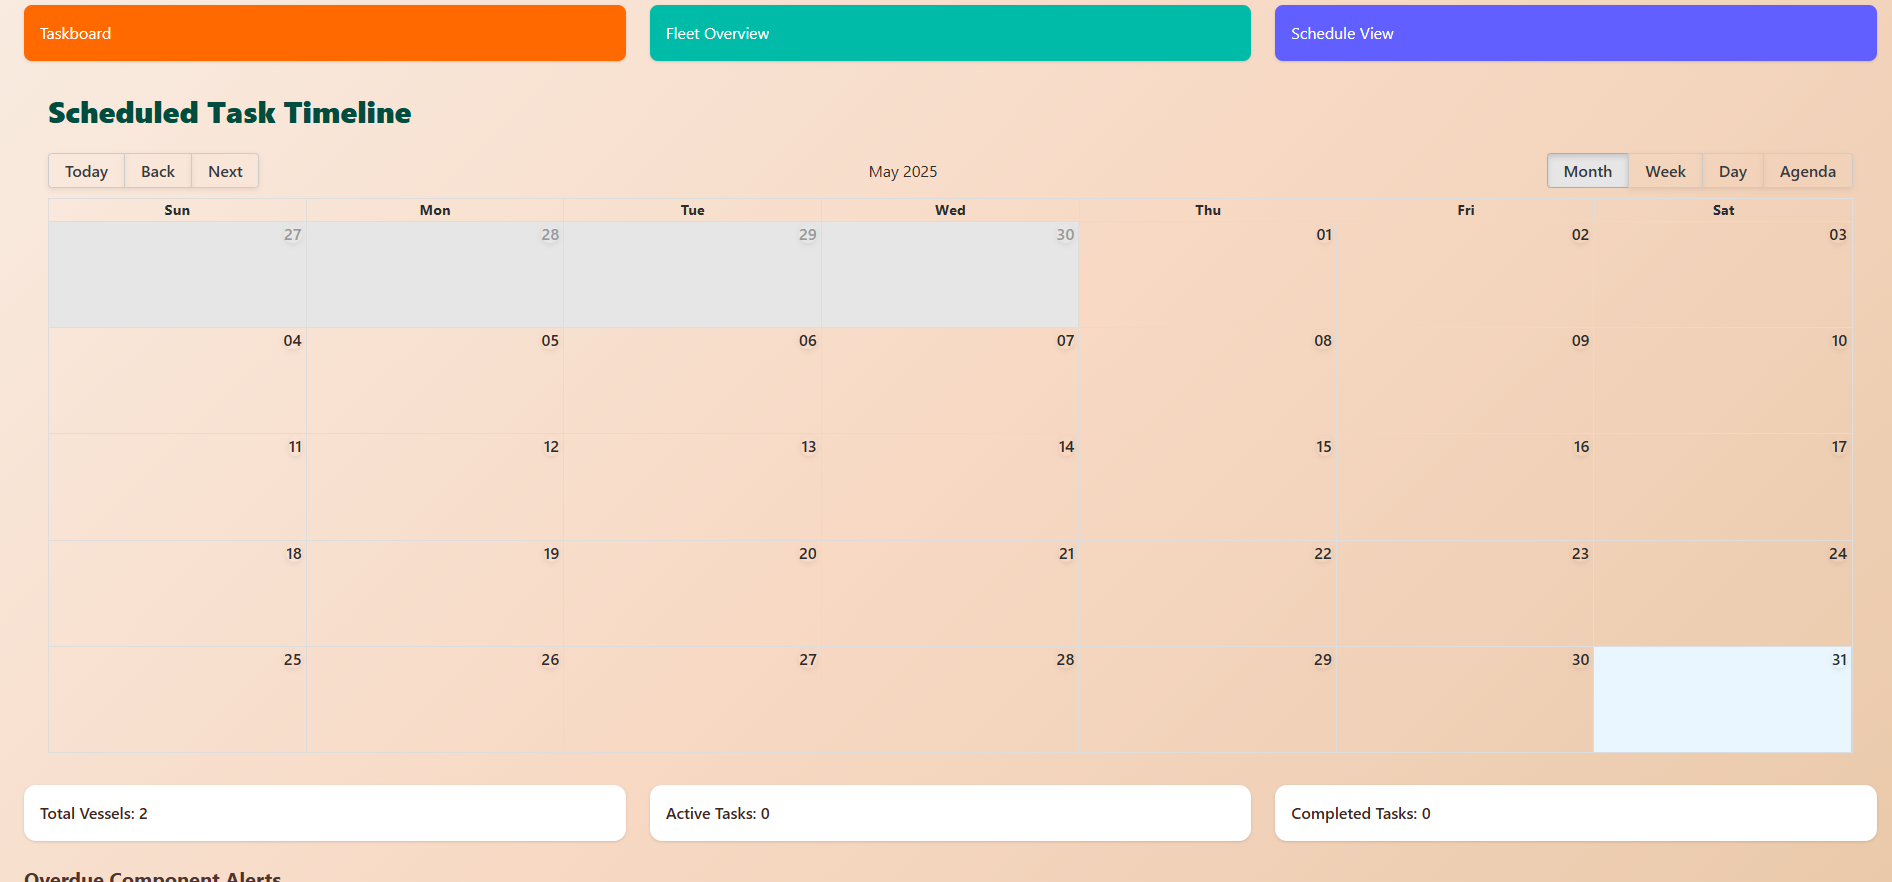 Taskboard
Fleet Overview
Schedule View
Scheduled Task Timeline
Today Back Next
May 2025
Month Week Day Agenda
Sun Mon Tue Wed Thu Fri Sat
27 28 29 30 01 02 03
04 05 06 07 08 09 10
11 12 13 14 15 16 17
18 19 20 21 22 23 24
25 26 27 28 29 30 31
Total Vessels: 2
Active Tasks: 0
Completed Tasks: 0
Overdue Component Alerts